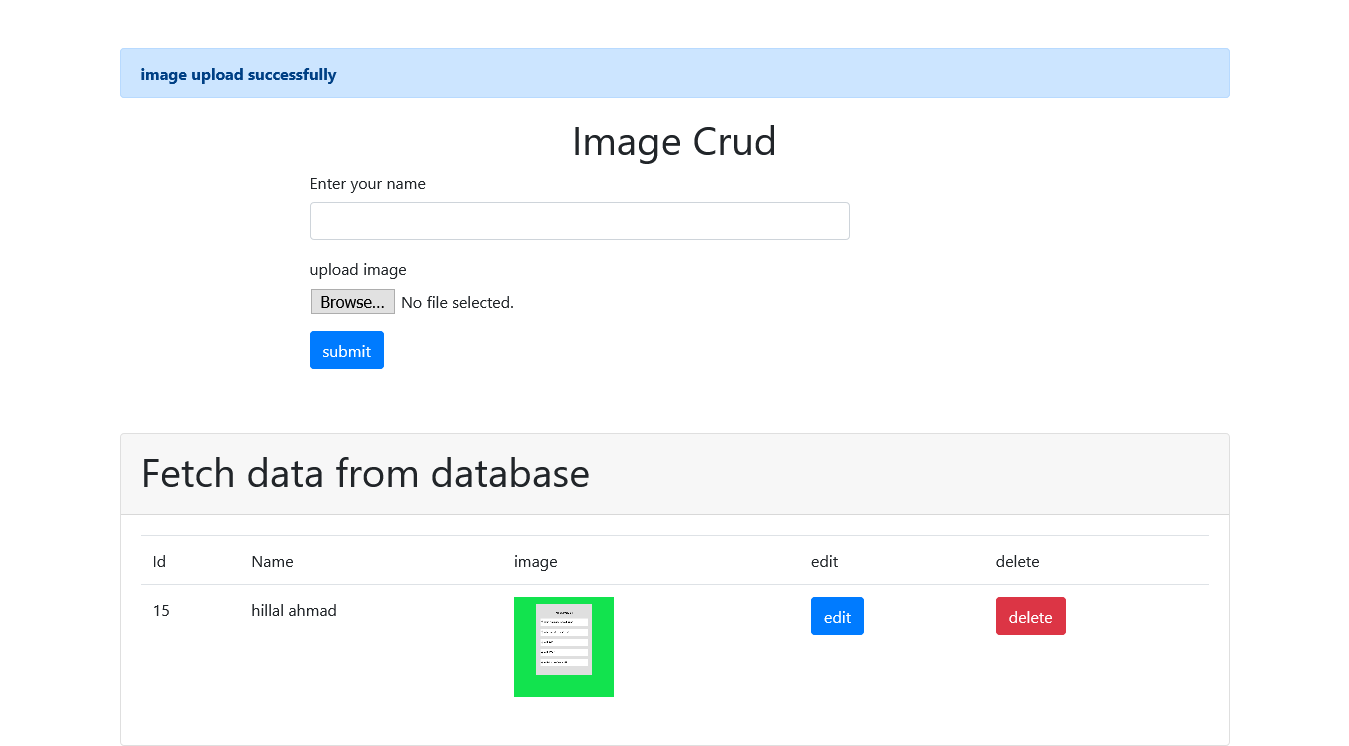 image upload successfully
Image Crud
Enter your name
upload image
Browse... No file selected.
submit
Fetch data from database
Id Name image edit delete
15 hillal ahmad edit delete